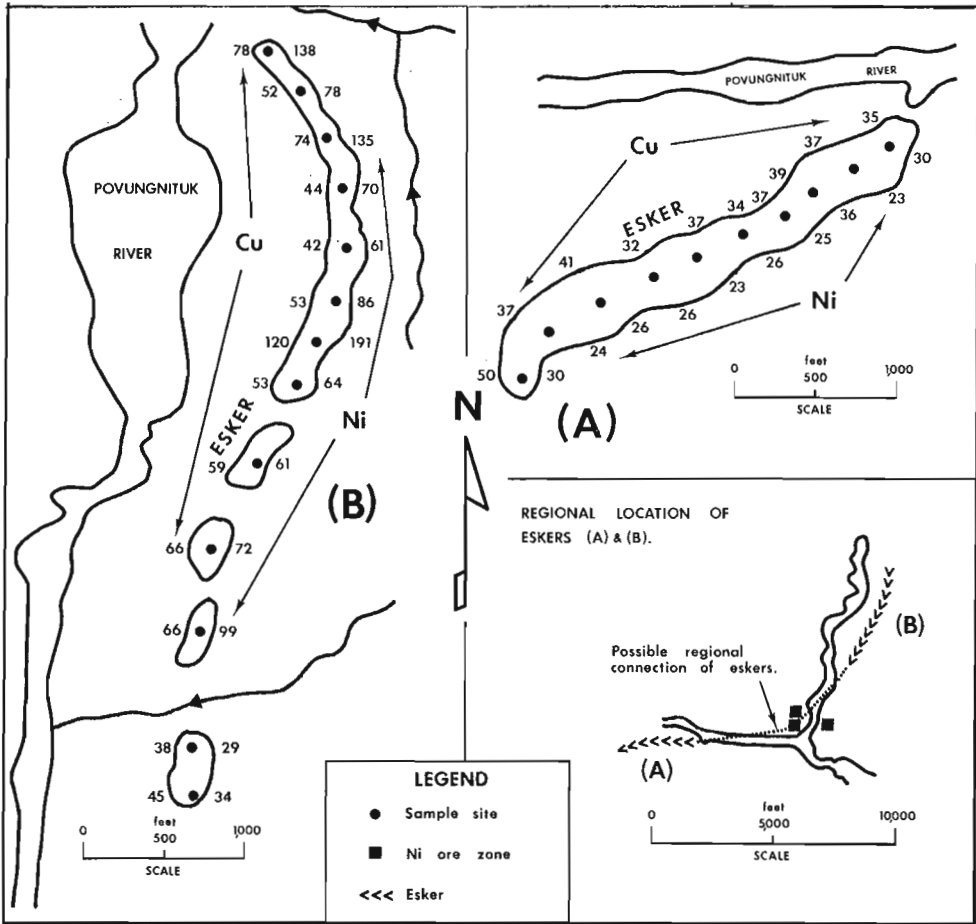 78 138
52 78
74 135
44 70
42 61
53 86
120 191
53 64
59 61
66 72
66 99
38 29
45 34
POVUNGNITUK
RIVER
Cu
Ni
ESKER
(B)
0 feet 500 1000
SCALE
N
POVUNGNITUK RIVER
Cu
ESKER
35
37
39
37
34
37
32
41
37
50
30
23
36
25
26
23
26
26
24
30
Ni
(A)
0 feet 500 1,000
SCALE
REGIONAL LOCATION OF
ESKERS (A) & (B).
Possible regional
connection of eskers.
(B)
(A)
0 feet 5000 10,000
SCALE
LEGEND
Sample site
Ni ore zone
<<< Esker